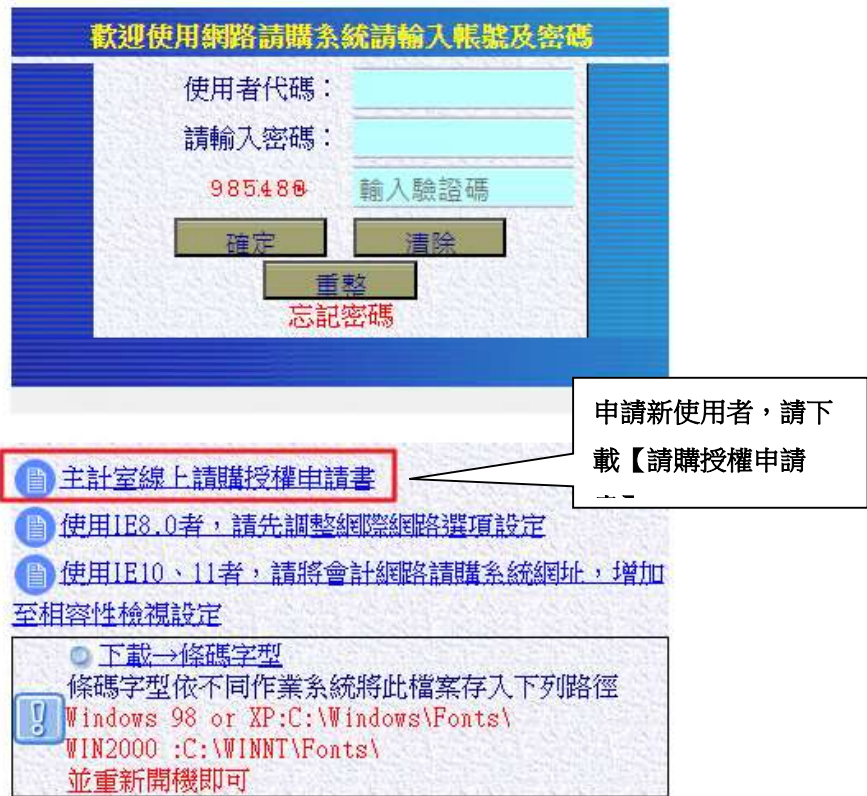 歡迎使用網路請購系統請輸入帳號及密碼
使用者代碼：
請輸入密碼：
輸入驗證碼
確定
清除
重整
忘記密碼
申請新使用者，請下
載【請購授權申請
主計室線上請購授權申請書
使用IE8.0者，請先調整網際網路選項設定
使用IE10、11者，請將會計網路請購系統網址，增加
至相容性檢視設定
下載→條碼字型
條碼字型依不同作業系統將此檔案存入下列路徑
Windows 98 or XP:C:\Windows\Fonts\
WIN2000 :C:\WINNT\Fonts\
並重新開機即可